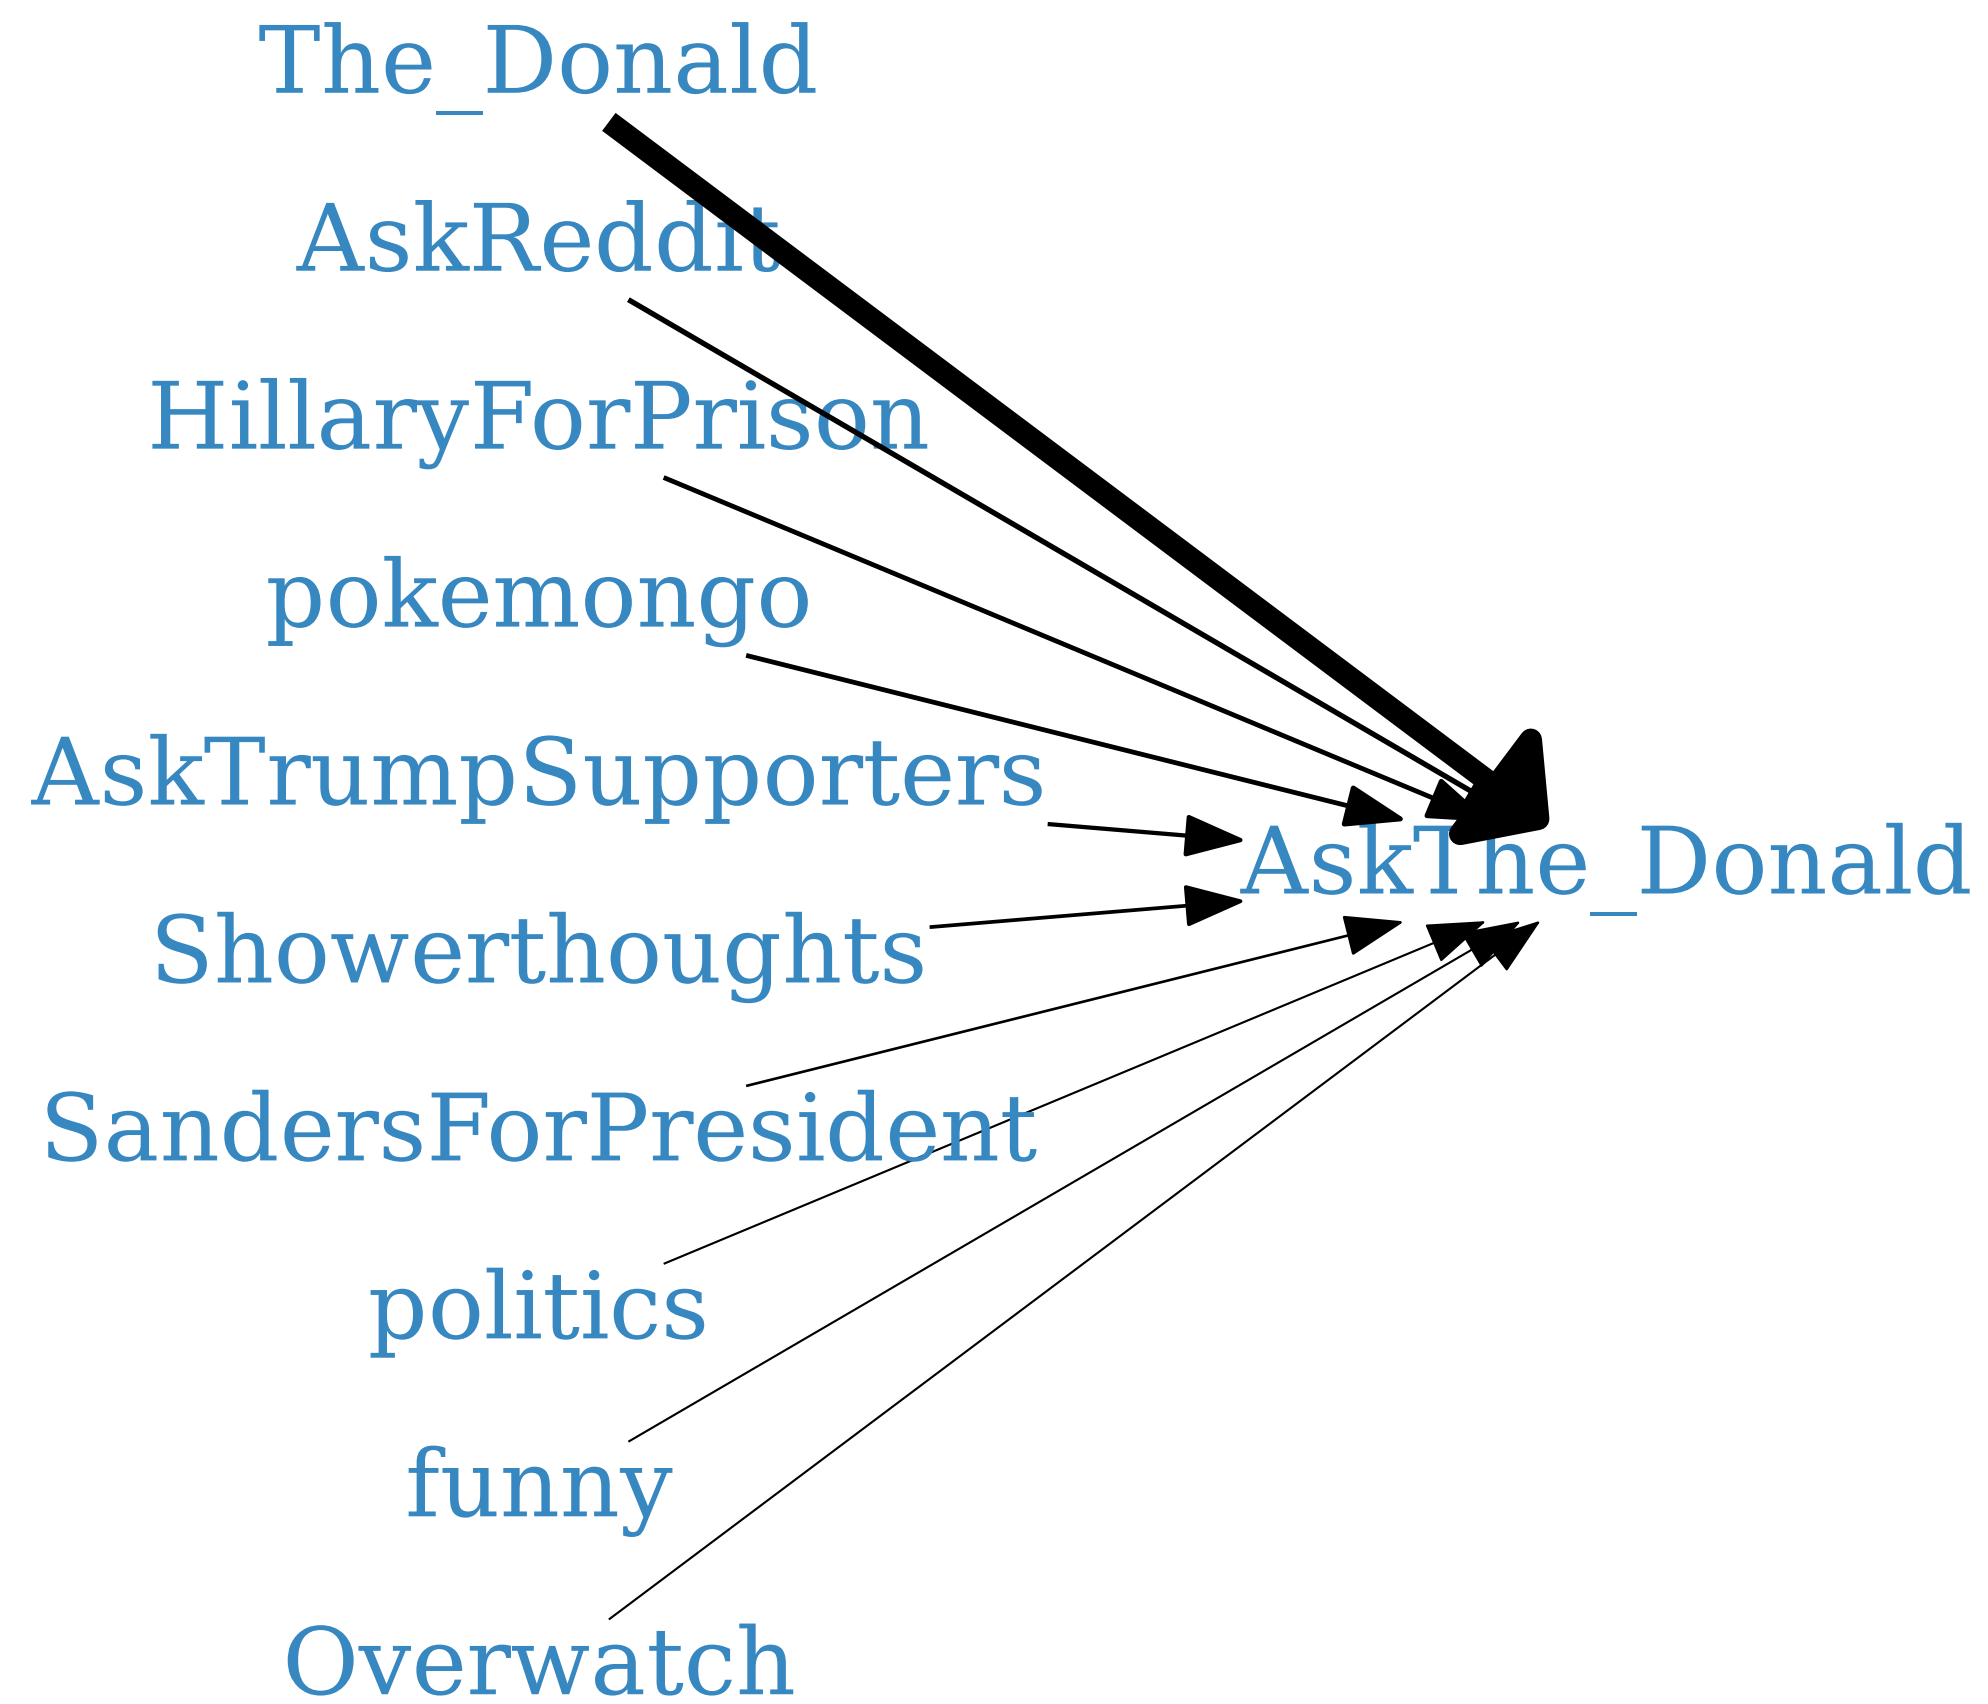 The_Donald
AskReddit
HillaryForPrison
pokemongo
AskTrumpSupporters
AskThe_Donald
Showerthoughts
SandersForPresident
politics
funny
Overwatch